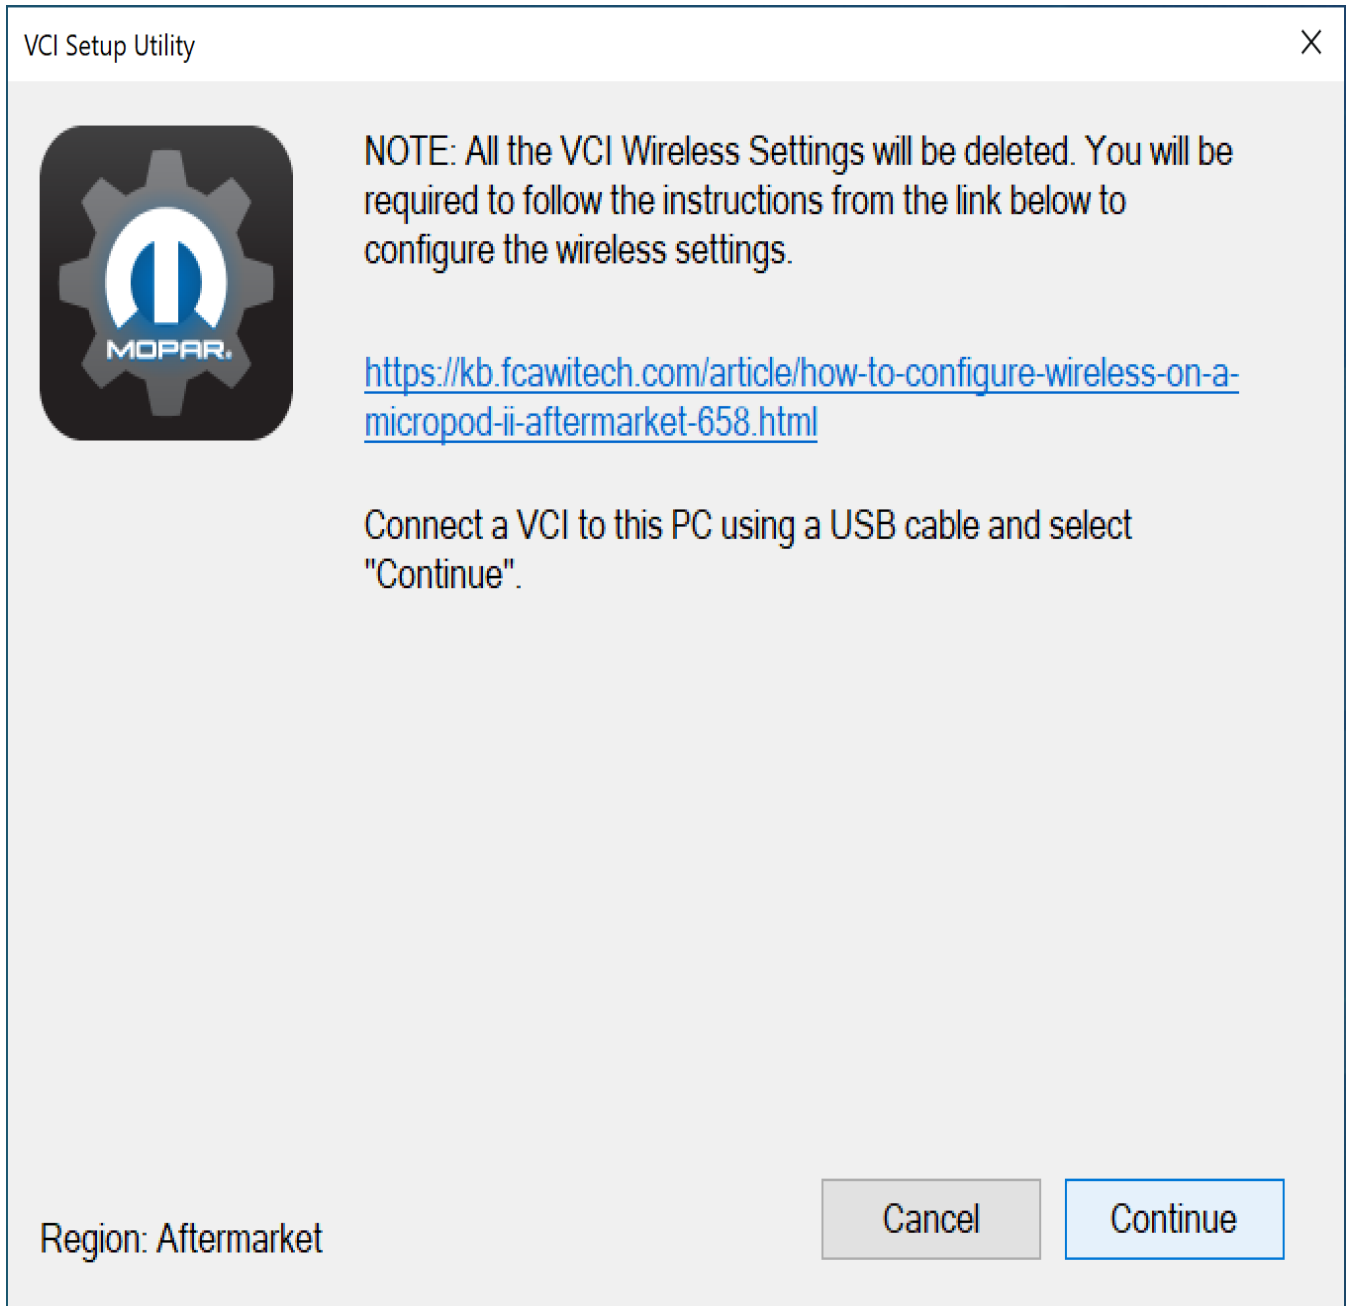 VCI Setup Utility
NOTE: All the VCI Wireless Settings will be deleted. You will be
required to follow the instructions from the link below to
configure the wireless settings.
MOPAR®
https://kb.fcawitech.com/article/how-to-configure-wireless-on-a-
micropod-ii-aftermarket-658.html
Connect a VCI to this PC using a USB cable and select
"Continue".
Region: Aftermarket
Cancel
Continue